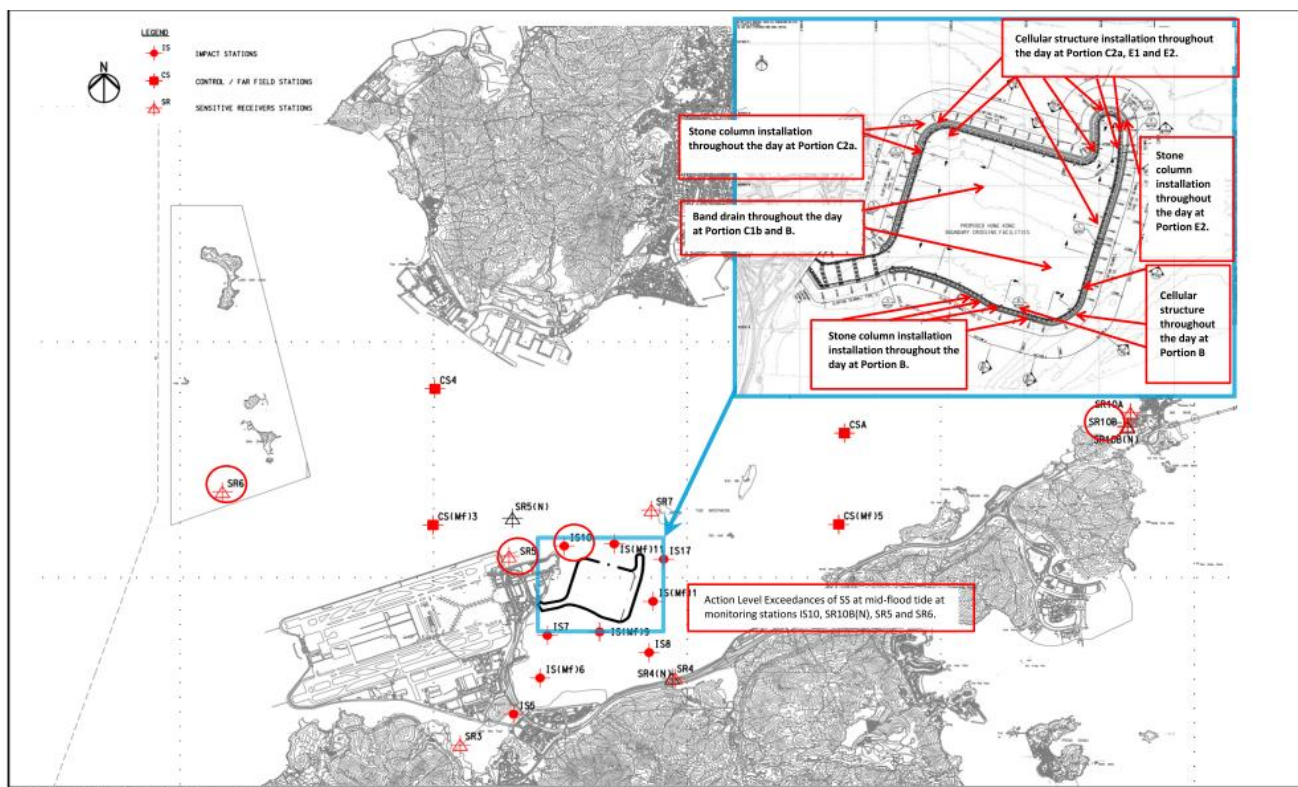 LEGEND
IS
IMPACT STATIONS
CS
CONTROL / FAR FIELD STATIONS
SR
SENSITIVE RECEIVERS STATIONS
N
Cellular structure installation throughout
the day at Portion C2a, E1 and E2.
Stone column installation
throughout the day at Portion C2a.
Stone
column
installation
throughout
the day at
Portion E2.
Band drain throughout the day
at Portion C1b and B.
PROPOSED HONG KONG
BOUNDARY CROSSING FACILITIES
Cellular
structure
throughout
the day at
Portion B
Stone column installation
installation throughout the
day at Portion B.
CS4
CSA
SR10A
SR10B
SR10B(N)
SR6
CS(Mf)3
SR5(N)
SR7
CS(Mf)5
SR5
IS10
IS(Mf)11
IS17
IS(Mf)1
Action Level Exceedances of SS at mid-flood tide at
monitoring stations IS10, SR10B(N), SR5 and SR6.
IS7
IS(Mf)9
IS8
IS(Mf)6
SR4(N)
SR4
IS5
SR3